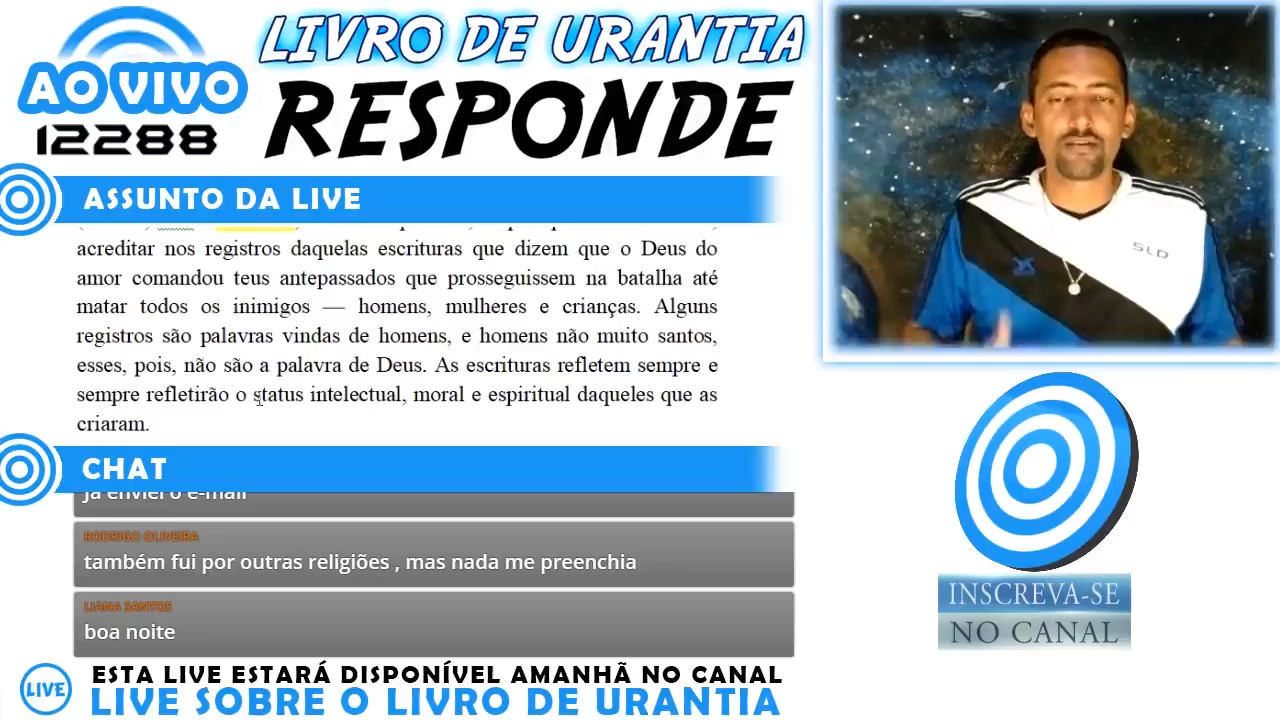 LIVRO DE URANTIA
AO VIVO
12288
RESPONDE
ASSUNTO DA LIVE
acreditar nos registros daquelas escrituras que dizem que o Deus do
amor comandou teus antepassados que prosseguissem na batalha até
matar todos os inimigos — homens, mulheres e crianças. Alguns
registros são palavras vindas de homens, e homens não muito santos,
esses, pois, não são a palavra de Deus. As escrituras refletem sempre e
sempre refletirão o status intelectual, moral e espiritual daqueles que as
criaram.
CHAT
Já enviei o e-mail
RODRIGO OLIVEIRA
também fui por outras religiões , mas nada me preenchia
LIANA SANTOS
boa noite
ESTA LIVE ESTARÁ DISPONÍVEL AMANHÃ NO CANAL
LIVE
LIVE SOBRE O LIVRO DE URANTIA
SLD
INSCREVA-SE
NO CANAL